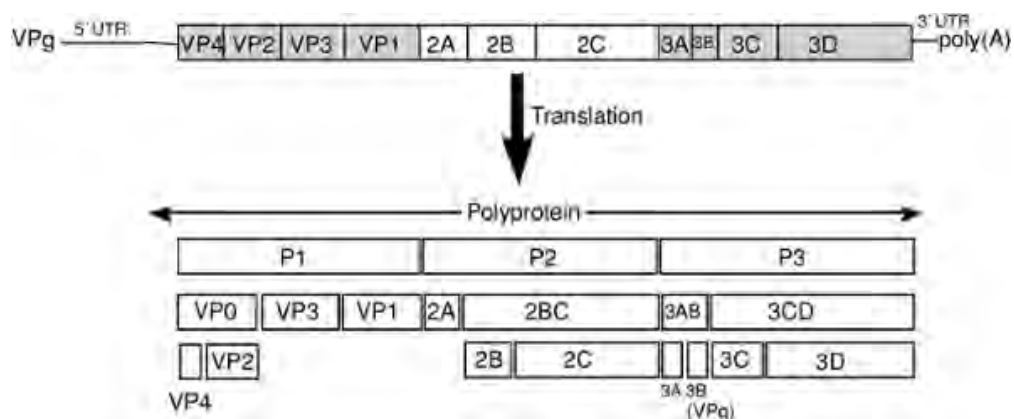 VPg 5´UTR VP4 VP2 VP3 VP1 2A 2B 2C 3A 3B 3C 3D 3´UTR poly(A)
Translation
Polyprotein
P1 P2 P3
VP0 VP3 VP1 2A 2BC 3AB 3CD
VP2 2B 2C 3C 3D
VP4 3A 3B
(VPg)